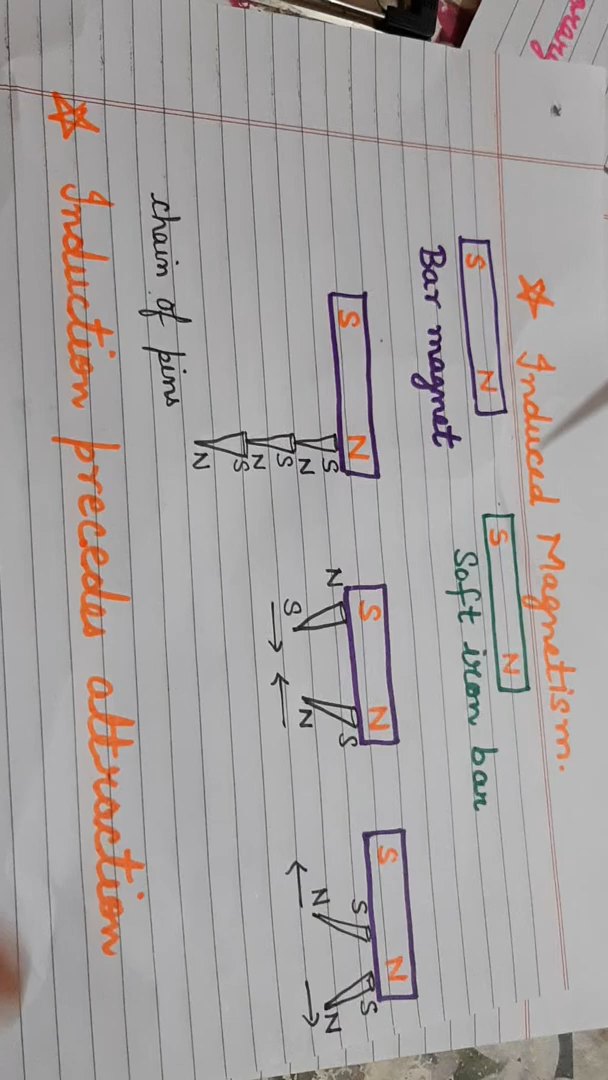 ★ Induced Magnetism.
S N S N
Bar magnet Soft iron bar
S N S N S N
S N S N S N
N S N S
S N S N
chain of pins
★ Induction precedes attraction